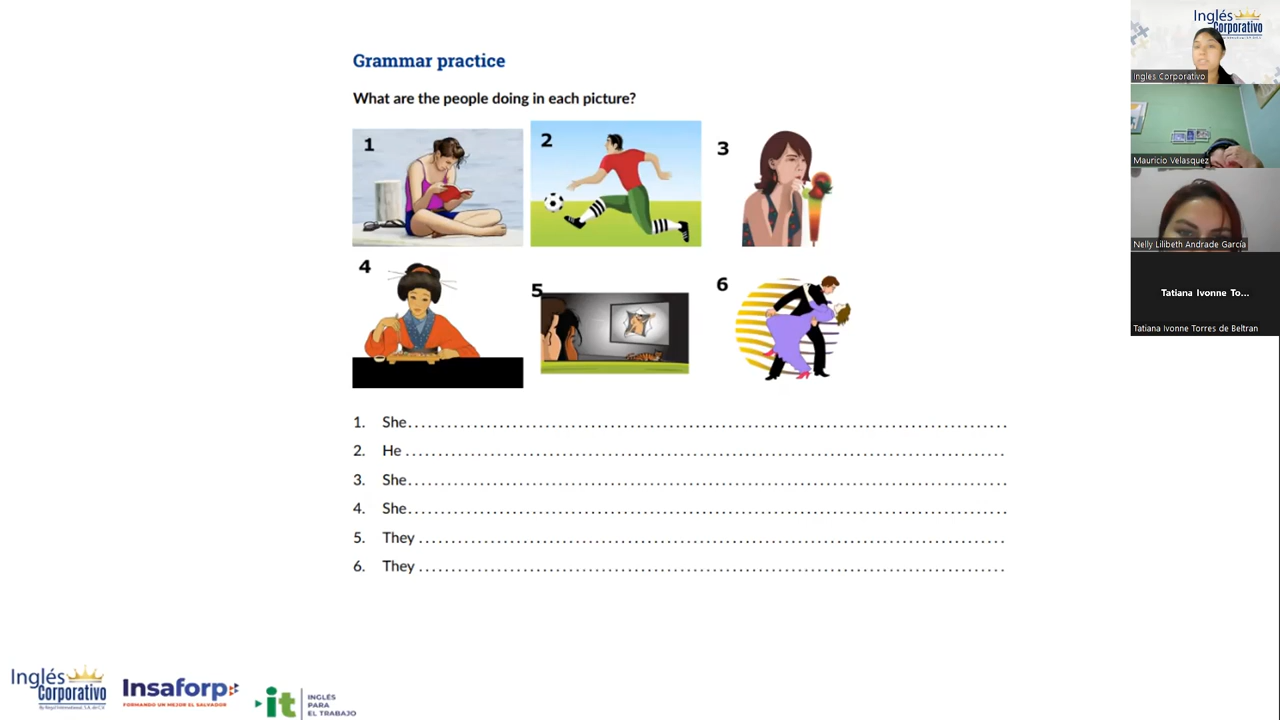 Grammar practice
What are the people doing in each picture?
1
2
3
4
5
6
1. She........................................................................
2. He ........................................................................
3. She........................................................................
4. She........................................................................
5. They ........................................................................
6. They ........................................................................
Inglés
Corporativo
Ingles Corporativo
Mauricio Velasquez
Nelly Lilibeth Andrade García
Tatiana Ivonne To...
Tatiana Ivonne Torres de Beltran
Inglés
Corporativo
Insaforp
FORMANDO UN MEJOR EL SALVADOR
it
INGLÉS
PARA
EL TRABAJO